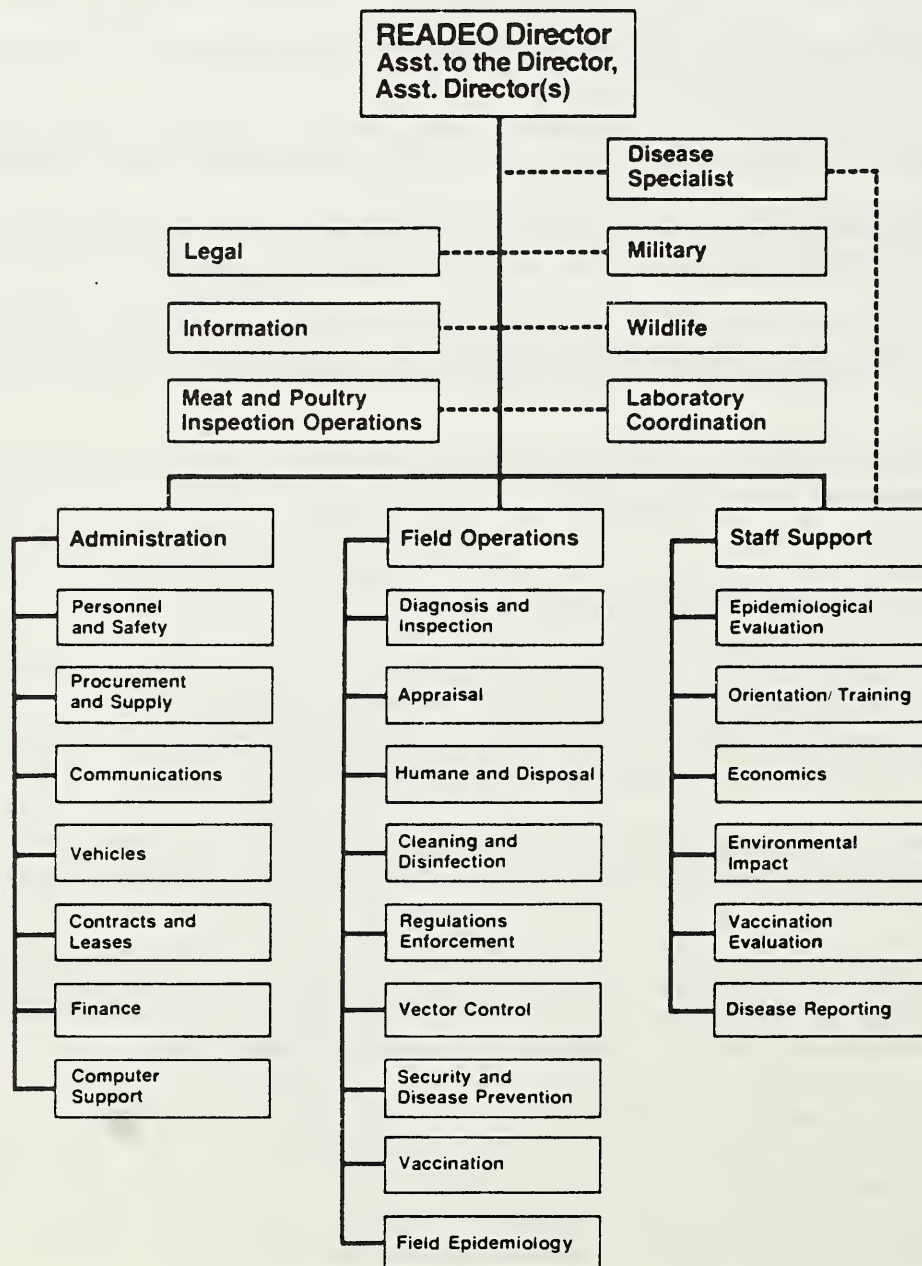 READEO Director
Asst. to the Director,
Asst. Director(s)
Disease
Specialist
Legal
Military
Information
Wildlife
Meat and Poultry
Inspection Operations
Laboratory
Coordination
Administration
Personnel
and Safety
Procurement
and Supply
Communications
Vehicles
Contracts and
Leases
Finance
Computer
Support
Field Operations
Diagnosis and
Inspection
Appraisal
Humane and Disposal
Cleaning and
Disinfection
Regulations
Enforcement
Vector Control
Security and
Disease Prevention
Vaccination
Field Epidemiology
Staff Support
Epidemiological
Evaluation
Orientation/ Training
Economics
Environmental
Impact
Vaccination
Evaluation
Disease Reporting